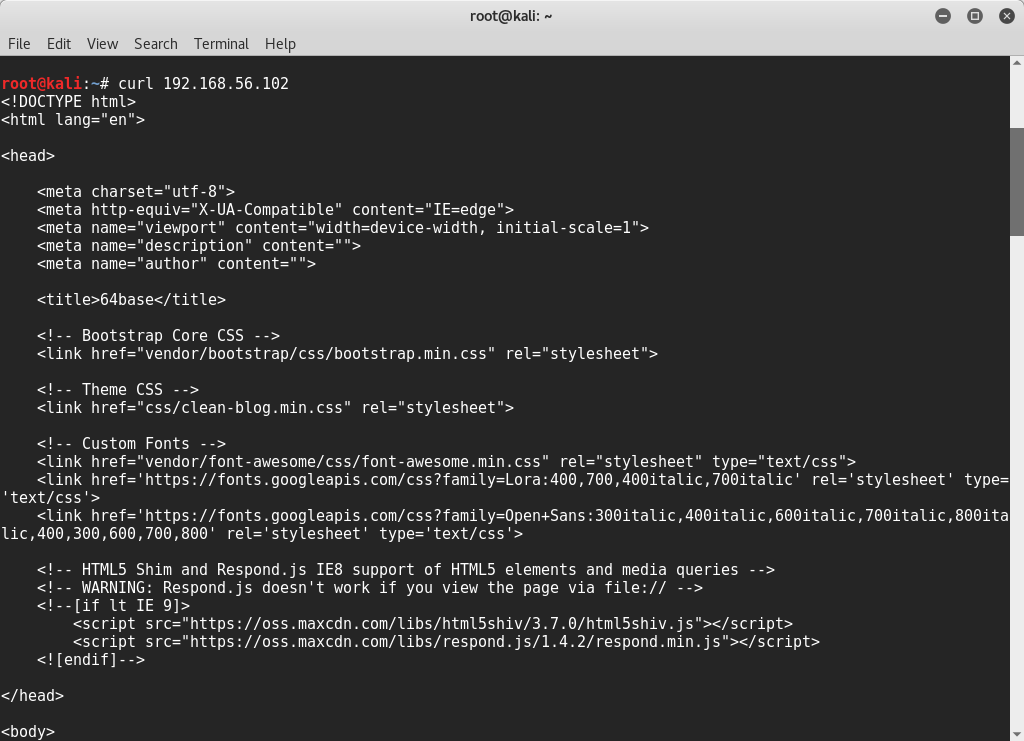 root@kali: ~
File Edit View Search Terminal Help
root@kali:~# curl 192.168.56.102
<!DOCTYPE html>
<html lang="en">
<head>
    <meta charset="utf-8">
    <meta http-equiv="X-UA-Compatible" content="IE=edge">
    <meta name="viewport" content="width=device-width, initial-scale=1">
    <meta name="description" content="">
    <meta name="author" content="">
    <title>64base</title>
    <!-- Bootstrap Core CSS -->
    <link href="vendor/bootstrap/css/bootstrap.min.css" rel="stylesheet">
    <!-- Theme CSS -->
    <link href="css/clean-blog.min.css" rel="stylesheet">
    <!-- Custom Fonts -->
    <link href="vendor/font-awesome/css/font-awesome.min.css" rel="stylesheet" type="text/css">
    <link href='https://fonts.googleapis.com/css?family=Lora:400,700,400italic,700italic' rel='stylesheet' type=
'text/css'>
    <link href='https://fonts.googleapis.com/css?family=Open+Sans:300italic,400italic,600italic,700italic,800ita
lic,400,300,600,700,800' rel='stylesheet' type='text/css'>
    <!-- HTML5 Shim and Respond.js IE8 support of HTML5 elements and media queries -->
    <!-- WARNING: Respond.js doesn't work if you view the page via file:// -->
    <!--[if lt IE 9]>
        <script src="https://oss.maxcdn.com/libs/html5shiv/3.7.0/html5shiv.js"></script>
        <script src="https://oss.maxcdn.com/libs/respond.js/1.4.2/respond.min.js"></script>
    <![endif]-->
</head>
<body>